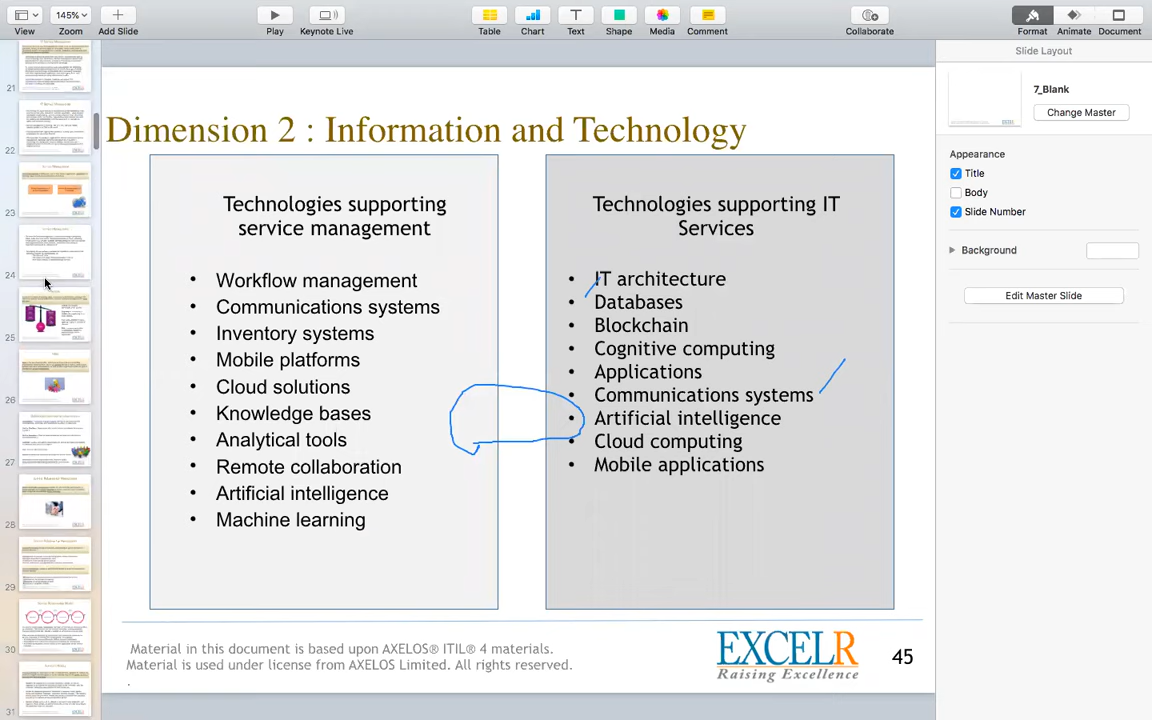 145%
View
Zoom
Add Slide
Play
Keynote Live
Table
Chart
Text
Shape
Media
Comment
Collaborate
Format
Animate
Document
Slide Layout
7_Blank
Change Master
Appearance
Title
Body
Slide Number
Background
Edit Master Slide
21
22
23
24
25
26
27
28
29
30
31
Dimension 2 : Information and Technology
Technologies supporting
service management
• Workflow management
• Communications systems
• Inventory systems
• Mobile platforms
• Cloud solutions
• Knowledge bases
• Analytical tools
• Remote collaboration
• Artificial intelligence
• Machine learning
Technologies supporting IT
Services
• IT architecture
• Databases
• Blockchain
• Cognitive computing
• Applications
• Communications systems
• Artificial intelligence
• Cloud computing
• Mobile applications
Material in this document is based upon AXELOS® ITIL® 4 materials.
Material is used under license from AXELOS Limited. All rights reserved.
.
EXCELR
Raising Excellence
45